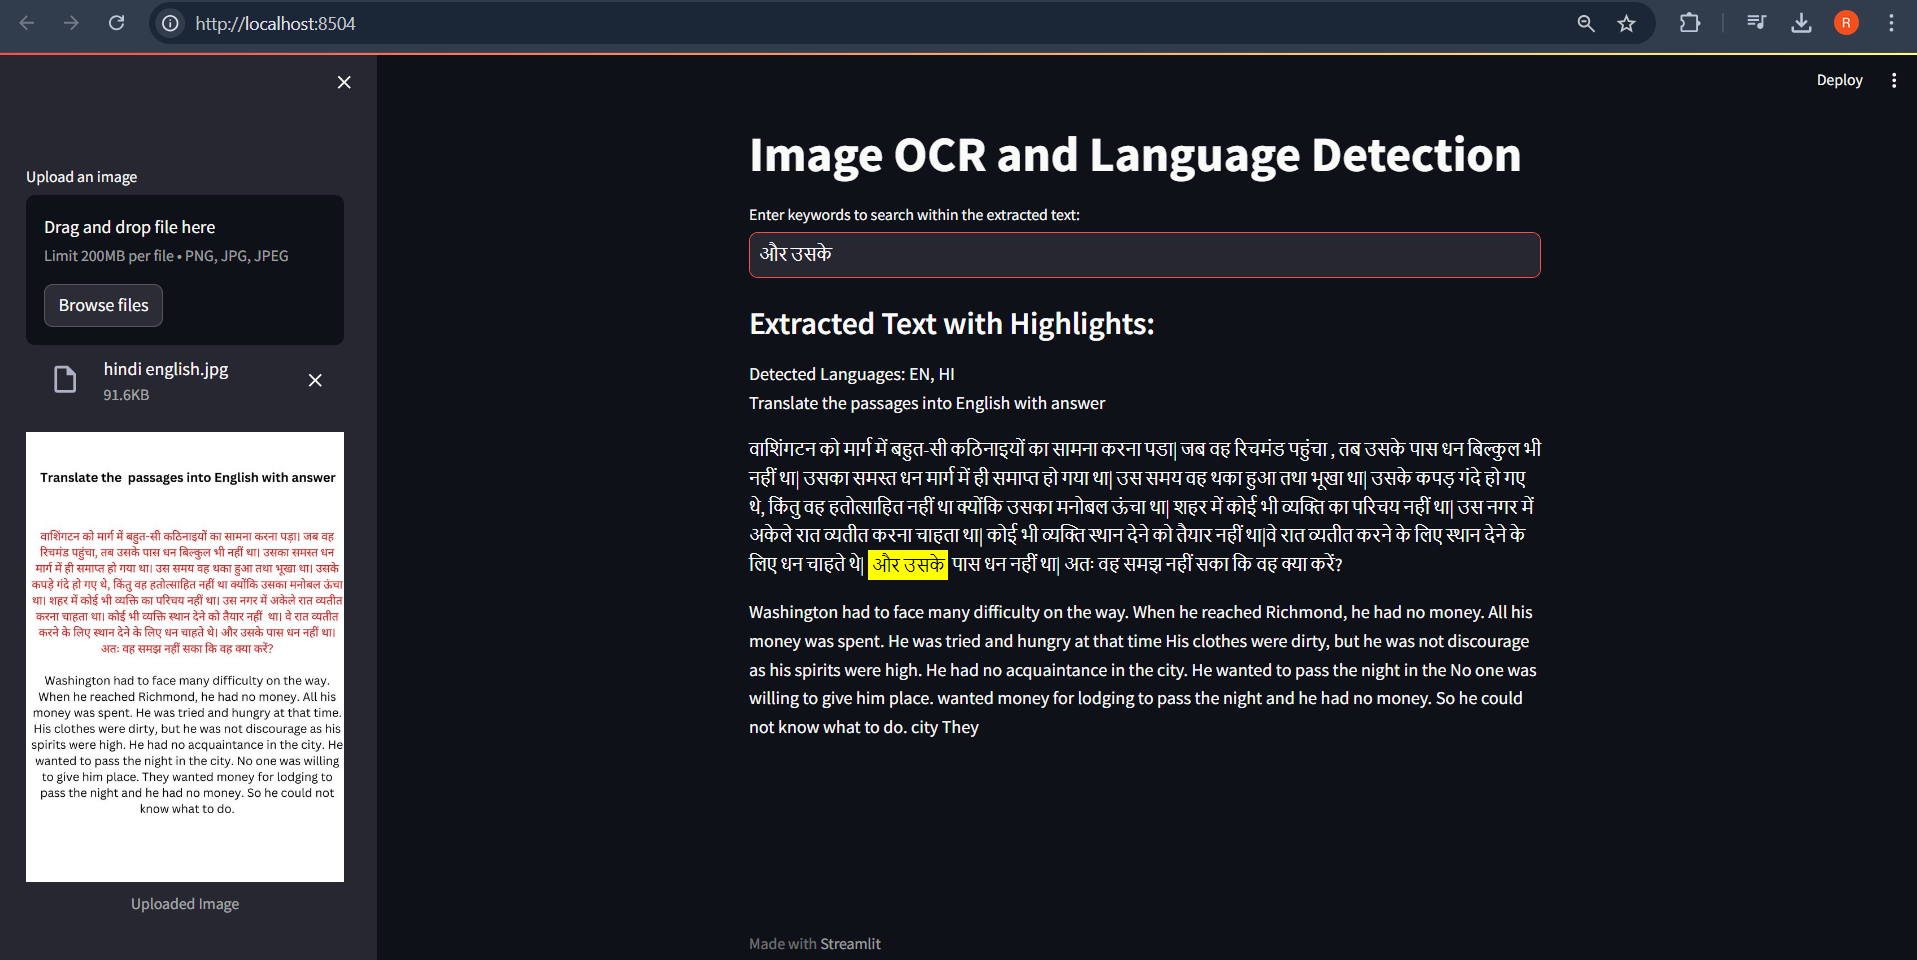 http://localhost:8504
R
Deploy
Upload an image
Drag and drop file here
Limit 200MB per file • PNG, JPG, JPEG
Browse files
hindi english.jpg
91.6KB
Translate the passages into English with answer
वाशिंगटन को मार्ग में बहुत-सी कठिनाइयों का सामना करना पड़ा। जब वह
रिचमंड पहुंचा, तब उसके पास धन बिल्कुल भी नहीं था। उसका समस्त धन
मार्ग में ही समाप्त हो गया था। उस समय वह थका हुआ तथा भूखा था। उसके
कपड़े गंदे हो गए थे, किंतु वह हतोत्साहित नहीं था क्योंकि उसका मनोबल ऊंचा
था। शहर में कोई भी व्यक्ति का परिचय नहीं था। उस नगर में अकेले रात व्यतीत
करना चाहता था। कोई भी व्यक्ति स्थान देने को तैयार नहीं था। वे रात व्यतीत
करने के लिए स्थान देने के लिए धन चाहते थे। और उसके पास धन नहीं था।
अतः वह समझ नहीं सका कि वह क्या करें?
Washington had to face many difficulty on the way.
When he reached Richmond, he had no money. All his
money was spent. He was tried and hungry at that time.
His clothes were dirty, but he was not discourage as his
spirits were high. He had no acquaintance in the city. He
wanted to pass the night in the city. No one was willing
to give him place. They wanted money for lodging to
pass the night and he had no money. So he could not
know what to do.
Uploaded Image
Image OCR and Language Detection
Enter keywords to search within the extracted text:
और उसके
Extracted Text with Highlights:
Detected Languages: EN, HI
Translate the passages into English with answer
वाशिंगटन को मार्ग में बहुत-सी कठिनाइयों का सामना करना पडा| जब वह रिचमंड पहुंचा , तब उसके पास धन बिल्कुल भी
नहीं था| उसका समस्त धन मार्ग में ही समाप्त हो गया था| उस समय वह थका हुआ तथा भूखा था| उसके कपड़ गंदे हो गए
थे, किंतु वह हतोत्साहित नहीं था क्योंकि उसका मनोबल ऊंचा था| शहर में कोई भी व्यक्ति का परिचय नहीं था| उस नगर में
अकेले रात व्यतीत करना चाहता था| कोई भी व्यक्ति स्थान देने को तैयार नहीं था|वे रात व्यतीत करने के लिए स्थान देने के
लिए धन चाहते थे| और उसके पास धन नहीं था| अतः वह समझ नहीं सका कि वह क्या करें?
Washington had to face many difficulty on the way. When he reached Richmond, he had no money. All his
money was spent. He was tried and hungry at that time His clothes were dirty, but he was not discourage
as his spirits were high. He had no acquaintance in the city. He wanted to pass the night in the No one was
willing to give him place. wanted money for lodging to pass the night and he had no money. So he could
not know what to do. city They
Made with Streamlit